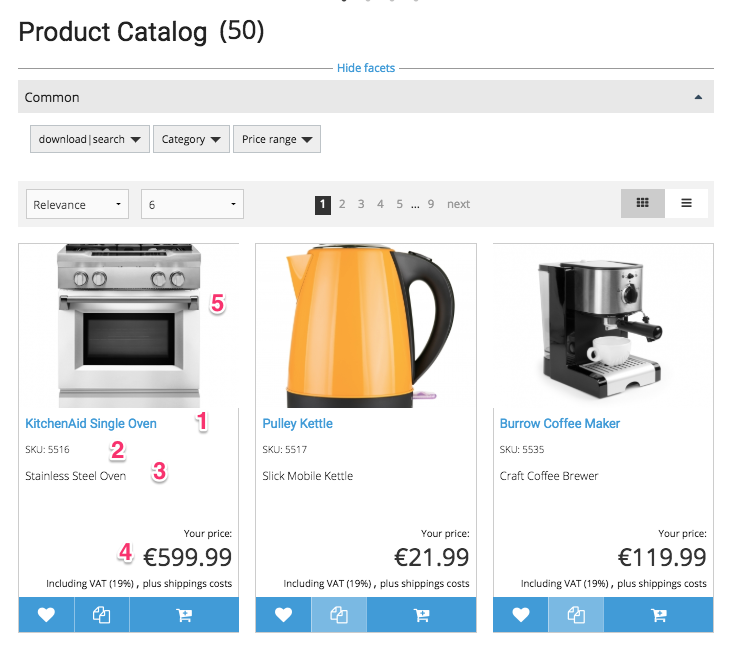 Product Catalog (50)
Hide facets
Common
download|search Category Price range
Relevance 6 1 2 3 4 5 ... 9 next
5
KitchenAid Single Oven 1 Pulley Kettle Burrow Coffee Maker
SKU: 5516 2 SKU: 5517 SKU: 5535
Stainless Steel Oven 3 Slick Mobile Kettle Craft Coffee Brewer
Your price: Your price: Your price:
4 €599.99 €21.99 €119.99
Including VAT (19%) , plus shippings costs Including VAT (19%) , plus shippings costs Including VAT (19%) , plus shippings costs